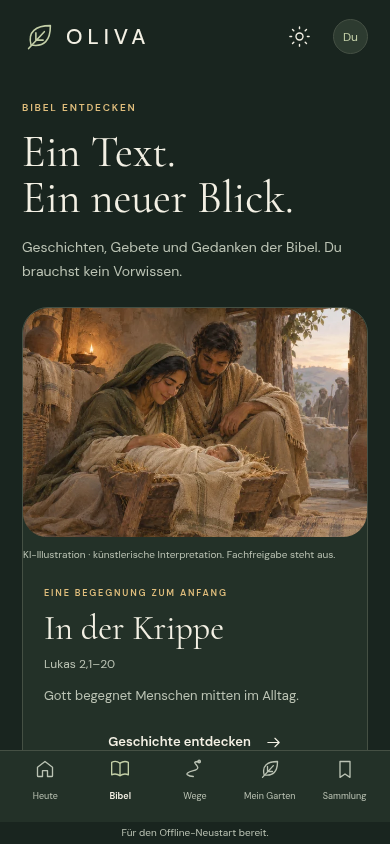 OLIVA
Du
BIBEL ENTDECKEN
Ein Text.
Ein neuer Blick.
Geschichten, Gebete und Gedanken der Bibel. Du
brauchst kein Vorwissen.
KI-Illustration · künstlerische Interpretation. Fachfreigabe steht aus.
EINE BEGEGNUNG ZUM ANFANG
In der Krippe
Lukas 2,1–20
Gott begegnet Menschen mitten im Alltag.
Geschichte entdecken →
Heute
Bibel
Wege
Mein Garten
Sammlung
Für den Offline-Neustart bereit.